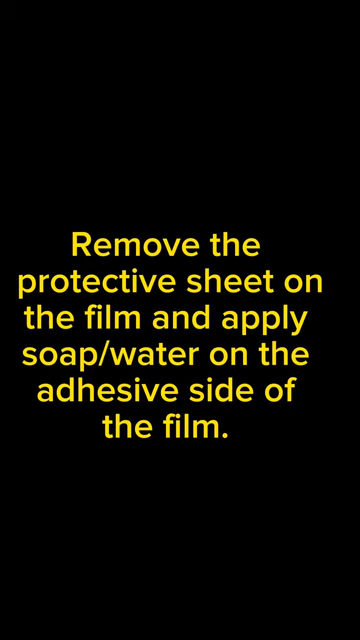 Remove the
protective sheet on
the film and apply
soap/water on the
adhesive side of
the film.